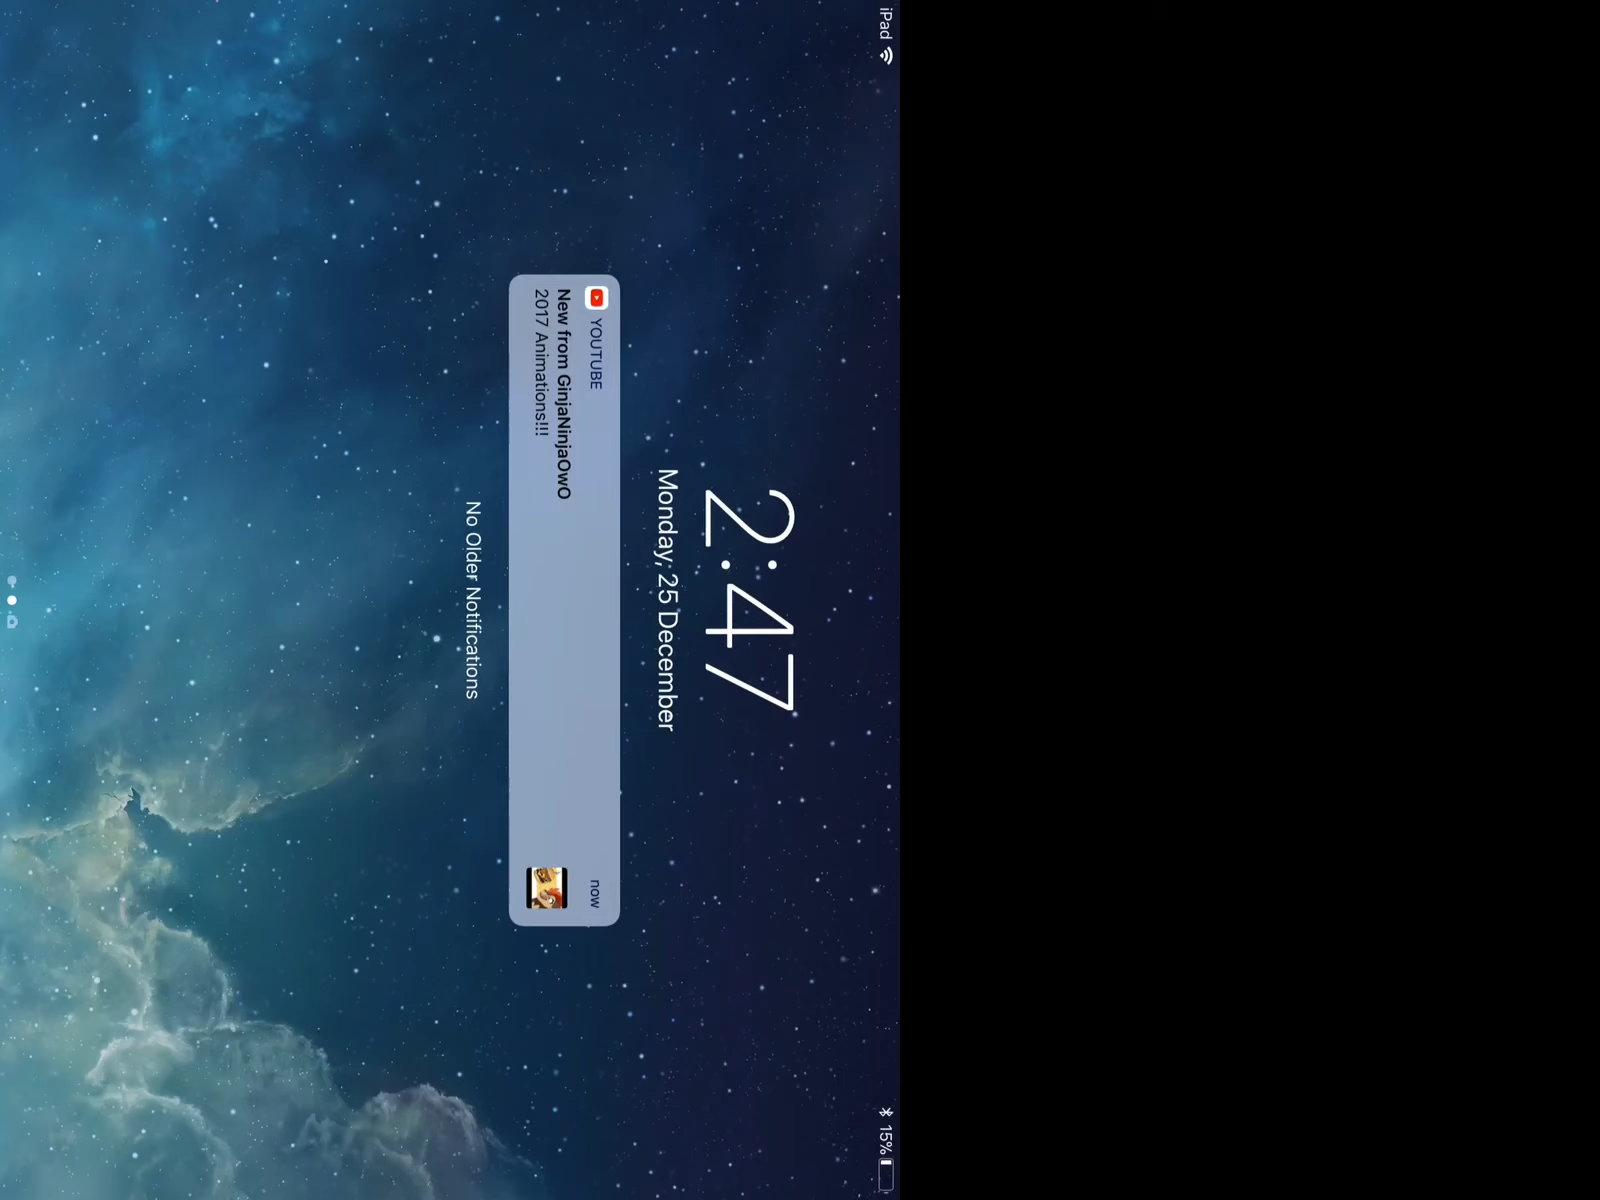 iPad 15%
2:47
Monday, 25 December
YOUTUBE now
New from GinjaNinjaOwO
2017 Animations!!!
No Older Notifications